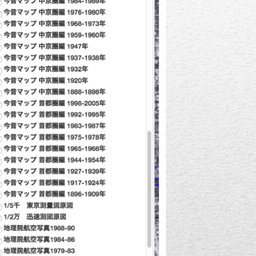 今昔マップ 中京圏編 1984-1989年
今昔マップ 中京圏編 1976-1980年
今昔マップ 中京圏編 1968-1973年
今昔マップ 中京圏編 1959-1960年
今昔マップ 中京圏編 1947年
今昔マップ 中京圏編 1937-1938年
今昔マップ 中京圏編 1932年
今昔マップ 中京圏編 1920年
今昔マップ 中京圏編 1888-1898年
今昔マップ 首都圏編 1998-2005年
今昔マップ 首都圏編 1992-1995年
今昔マップ 首都圏編 1983-1987年
今昔マップ 首都圏編 1975-1978年
今昔マップ 首都圏編 1965-1968年
今昔マップ 首都圏編 1944-1954年
今昔マップ 首都圏編 1927-1939年
今昔マップ 首都圏編 1917-1924年
今昔マップ 首都圏編 1896-1909年
1/5千 東京測量図原図
1/2万 迅速測図原図
地理院航空写真1988-90
地理院航空写真1984-86
地理院航空写真1979-83